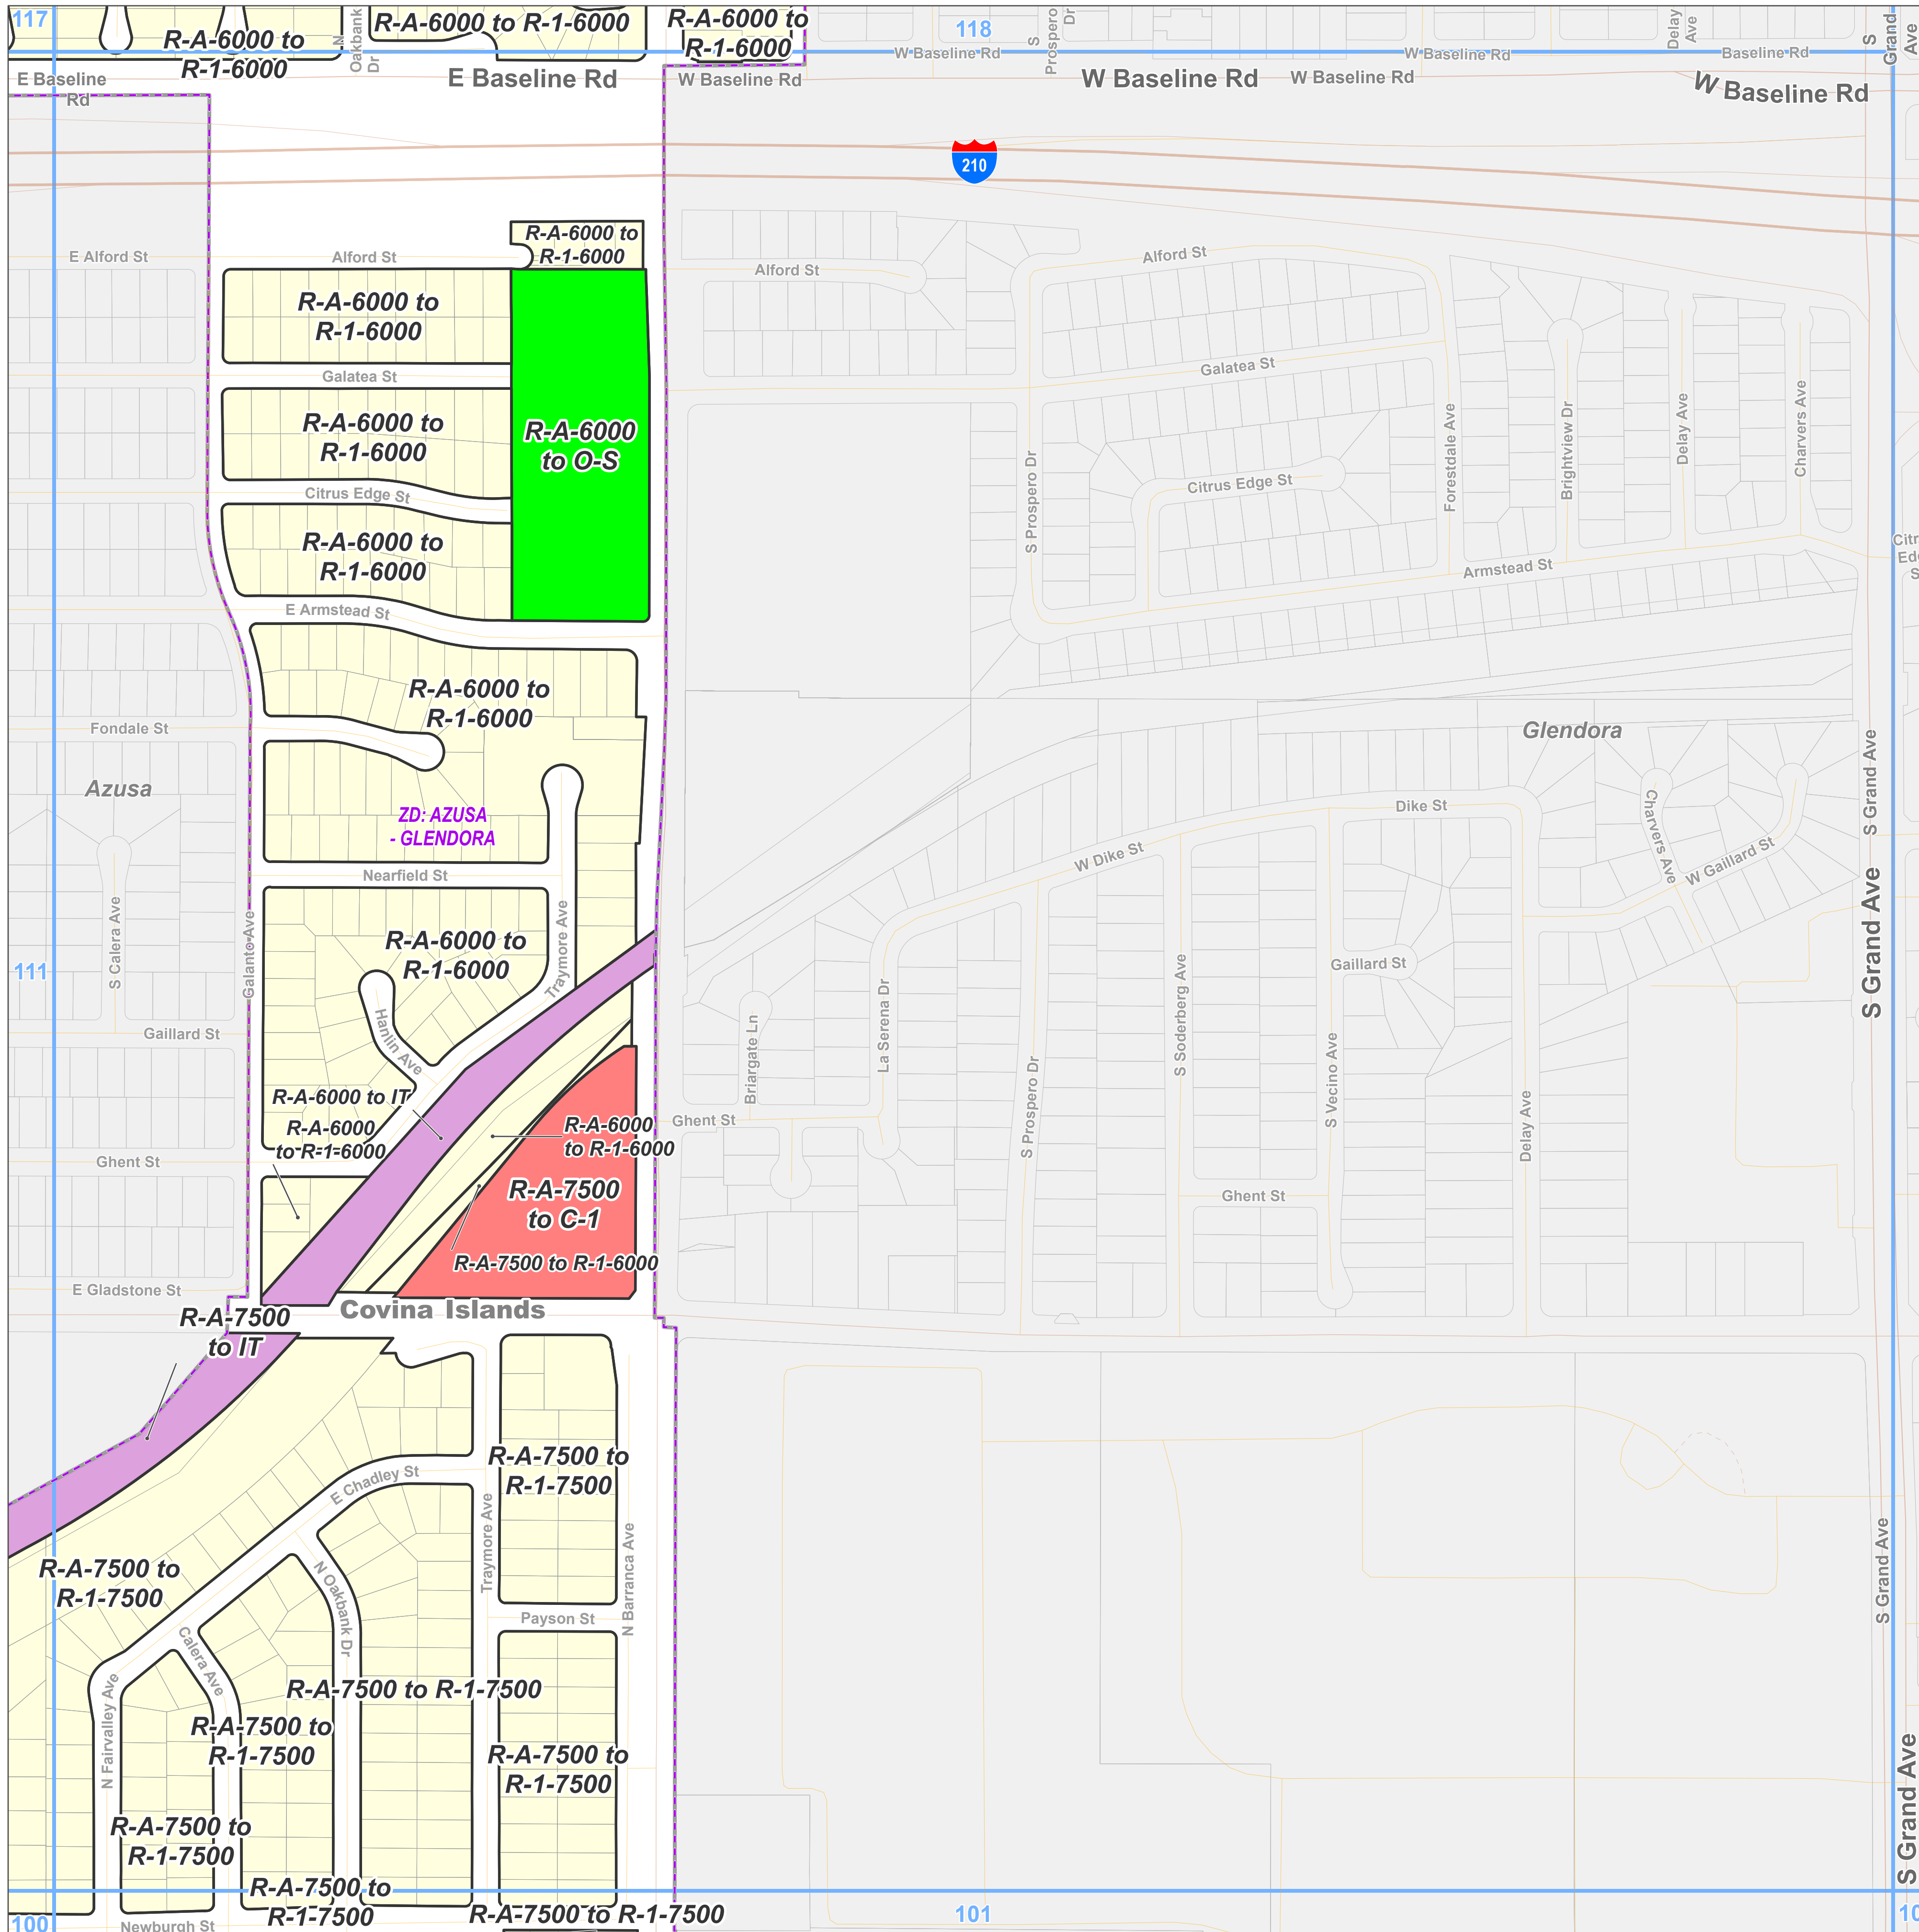 117
R-A-6000 to
R-1-6000
N
Oakbank
Dr
R-A-6000 to R-1-6000
R-A-6000 to
R-1-6000
118
S
Prospero
Dr
Delay
Ave
S
Grand
Ave
W Baseline Rd
W Baseline Rd
Baseline Rd
E Baseline
Rd
E Baseline Rd
W Baseline Rd
W Baseline Rd
W Baseline Rd
W Baseline Rd
210
R-A-6000 to
R-1-6000
E Alford St
Alford St
Alford St
Alford St
R-A-6000 to
R-1-6000
Galatea St
Galatea St
R-A-6000 to
R-1-6000
R-A-6000
to O-S
Citrus Edge St
Citrus Edge St
S Prospero Dr
Forestdale Ave
Brightview Dr
Delay Ave
Charvers Ave
R-A-6000 to
R-1-6000
Armstead St
E Armstead St
R-A-6000 to
R-1-6000
Fondale St
Glendora
Azusa
ZD: AZUSA
- GLENDORA
Dike St
W Dike St
Charvers Ave
W Gaillard St
S Grand Ave
S Grand Ave
Nearfield St
S Calera Ave
Galanto Ave
R-A-6000 to
R-1-6000
Traymore Ave
111
Gaillard St
Gaillard St
Hanlin Ave
Briargate Ln
La Serena Dr
S Prospero Dr
S Soderberg Ave
S Vecino Ave
Delay Ave
R-A-6000 to IT
R-A-6000
to R-1-6000
R-A-6000
to R-1-6000
Ghent St
Ghent St
Ghent St
R-A-7500
to C-1
R-A-7500 to R-1-6000
E Gladstone St
Covina Islands
R-A-7500
to IT
R-A-7500 to
R-1-7500
E Chadley St
Traymore Ave
N Barranca Ave
S Grand Ave
R-A-7500 to
R-1-7500
N Oakbank Dr
Payson St
Calera Ave
N Fairvalley Ave
R-A-7500 to R-1-7500
R-A-7500 to
R-1-7500
R-A-7500 to
R-1-7500
S Grand Ave
R-A-7500 to
R-1-7500
R-A-7500 to
R-1-7500
R-A-7500 to R-1-7500
100
Newburgh St
101